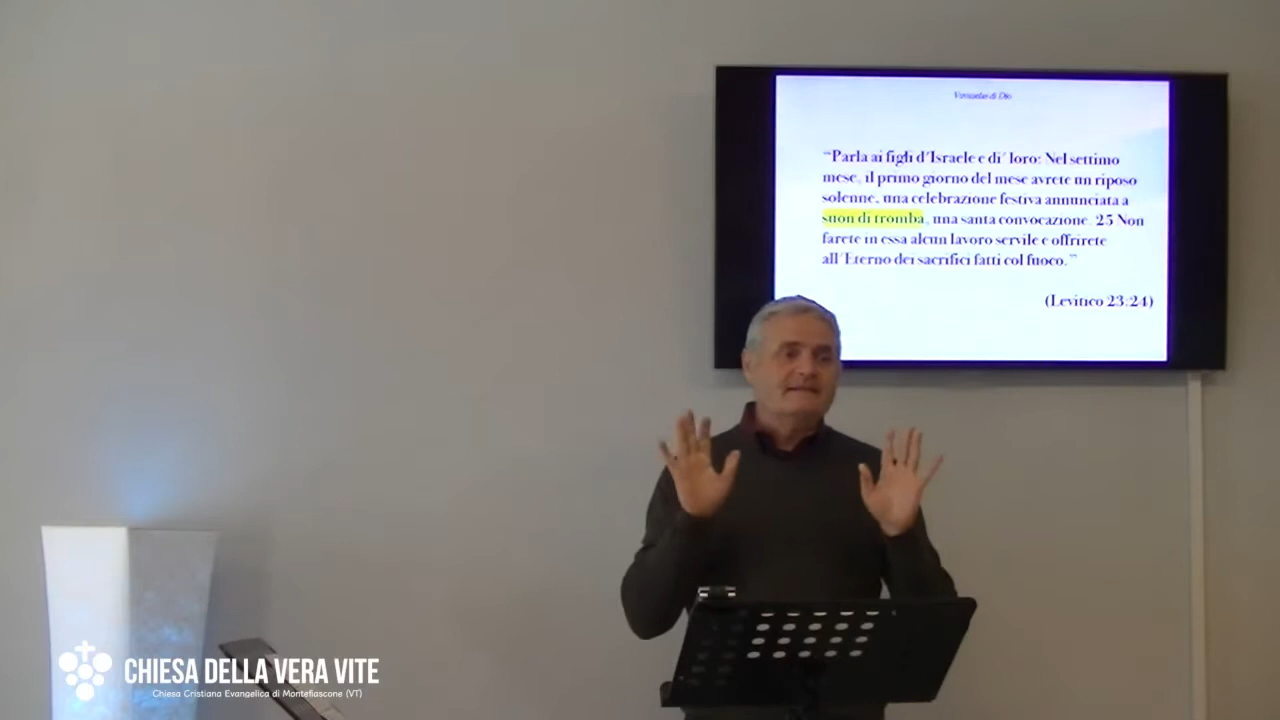 Versetto di Dio
“Parla ai figli d'Israele e di' loro: Nel settimo
mese, il primo giorno del mese avrete un riposo
solenne, una celebrazione festiva annunciata a
suon di tromba, una santa convocazione. 25 Non
farete in essa alcun lavoro servile e offrirete
all'Eterno dei sacrifici fatti col fuoco.”
(Levitico 23:24)
CHIESA DELLA VERA VITE
Chiesa Cristiana Evangelica di Montefiascone (VT)